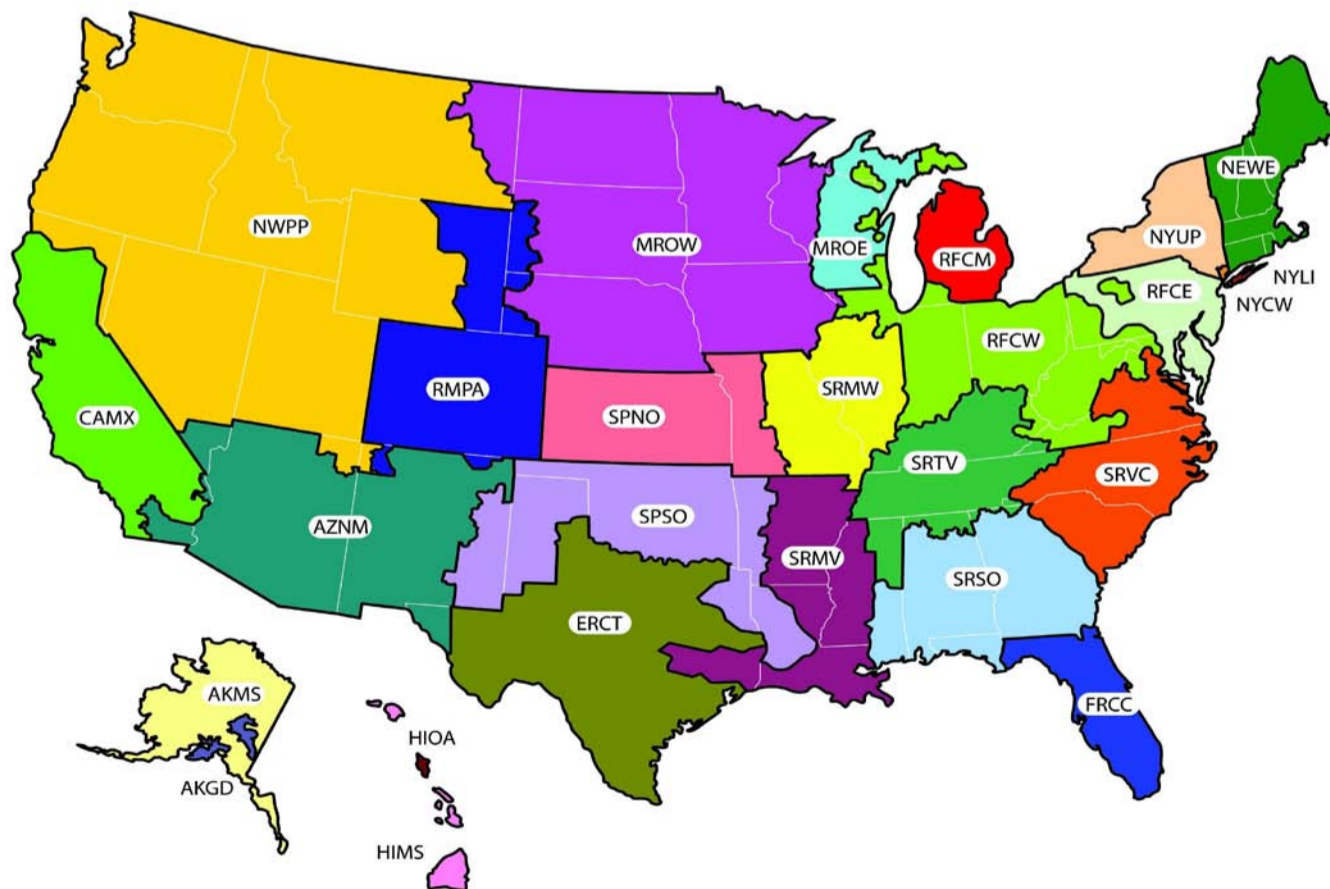 NEWE
NWPP
MROW
MROE
NYUP
RFCM
NYLI
RFCE
NYCW
RFCW
RMPA
SRMW
CAMX
SPNO
SRTV
SRVC
SPSO
AZNM
SRMV
SRSO
ERCT
AKMS
FRCC
HIOA
AKGD
HIMS